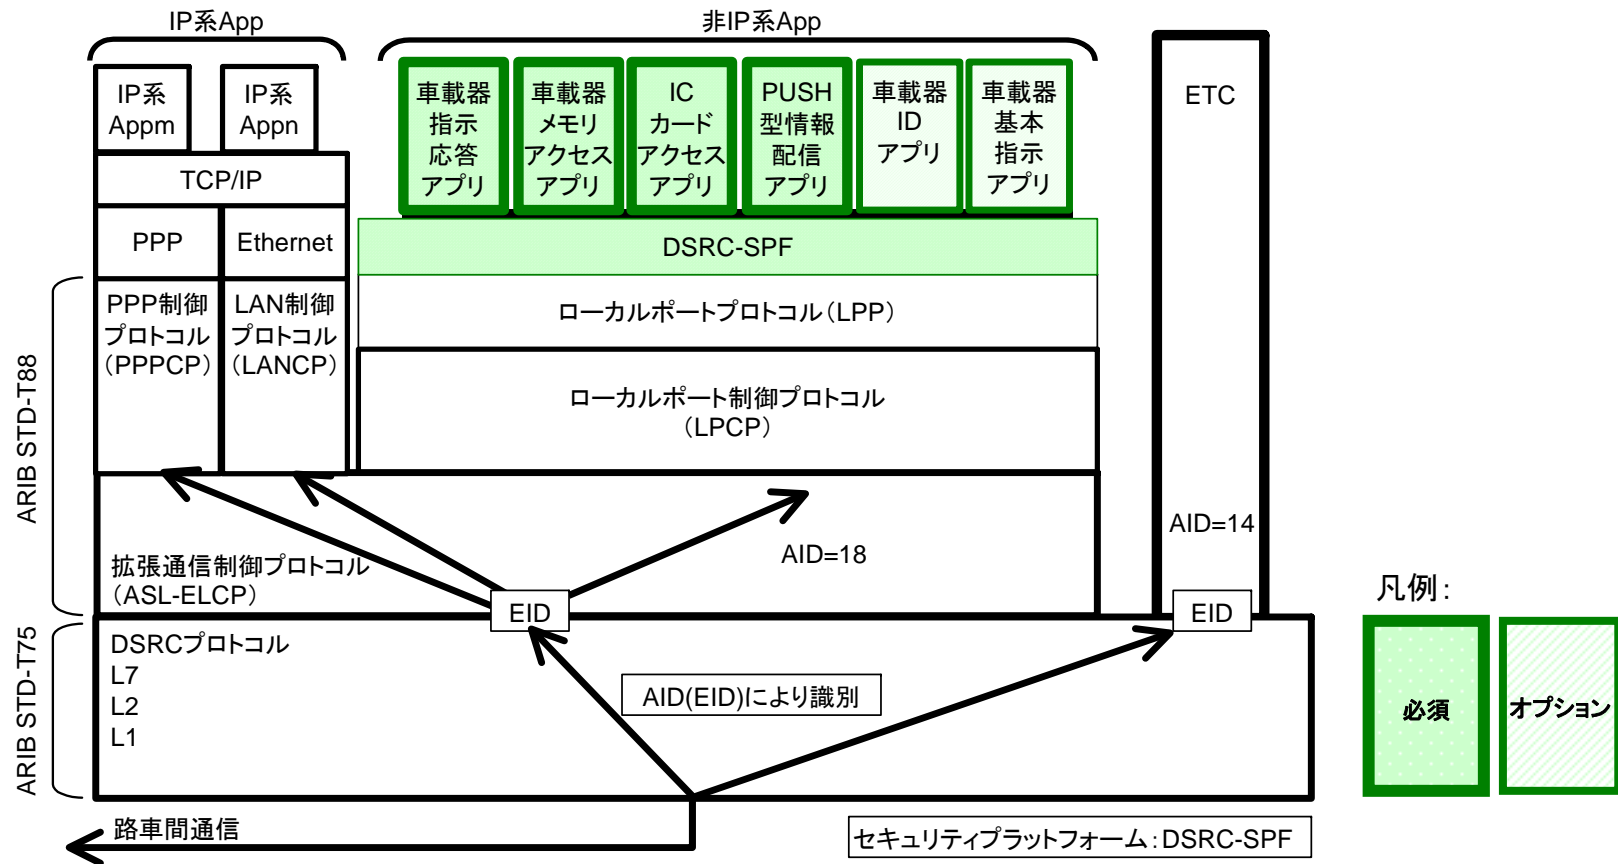 IP系App
非IP系App
IP系
Appm
IP系
Appn
車載器
指示
応答
アプリ
車載器
メモリ
アクセス
アプリ
IC
カード
アクセス
アプリ
PUSH
型情報
配信
アプリ
車載器
ID
アプリ
車載器
基本
指示
アプリ
ETC
TCP/IP
PPP
Ethernet
DSRC-SPF
PPP制御
プロトコル
(PPPCP)
LAN制御
プロトコル
(LANCP)
ローカルポートプロトコル(LPP)
ローカルポート制御プロトコル
(LPCP)
ARIB STD-T88
AID=14
AID=18
拡張通信制御プロトコル
(ASL-ELCP)
EID
EID
凡例:
必須
オプション
ARIB STD-T75
DSRCプロトコル
L7
L2
L1
AID(EID)により識別
路車間通信
セキュリティプラットフォーム:DSRC-SPF